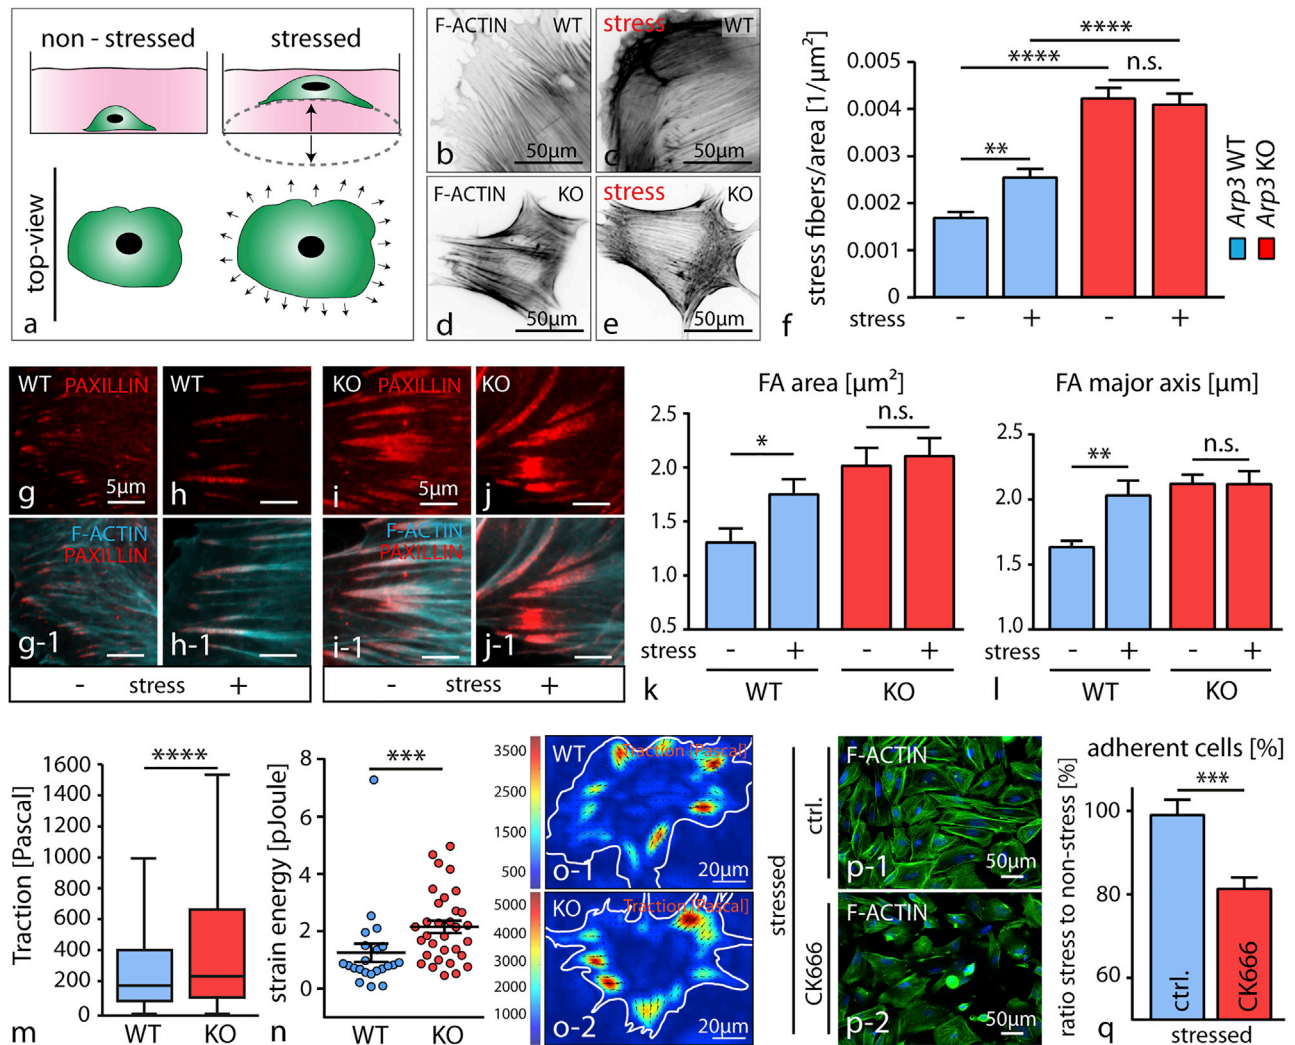 non - stressed
stressed
top-view
a
F-ACTIN WT
50µm
b
stress WT
50µm
c
F-ACTIN KO
50µm
d
stress KO
50µm
e
stress fibers/area [1/µm²]
0.005
0.004
0.003
0.002
0.001
0
**
****
****
n.s.
stress - + - +
f
Arp3 WT
Arp3 KO
WT PAXILLIN
g 5µm
WT
h
KO PAXILLIN
i 5µm
KO
j
F-ACTIN
PAXILLIN
g-1
h-1
F-ACTIN
PAXILLIN
i-1
j-1
- stress +
- stress +
FA area [µm²]
2.5
2.0
1.5
1.0
0.5
*
n.s.
stress - + - +
k WT KO
FA major axis [µm]
3.0
2.0
1.5
1.0
**
n.s.
stress - + - +
l WT KO
Traction [Pascal]
1600
1400
1200
1000
800
600
400
200
0
****
m WT KO
strain energy [pJoule]
8
6
4
2
0
***
n WT KO
3500
2500
1500
500
WT Traction [Pascal]
o-1 20µm
5000
4000
3000
2000
1000
KO Traction [Pascal]
o-2 20µm
stressed
ctrl.
CK666
F-ACTIN
p-1 50µm
F-ACTIN
p-2 50µm
adherent cells [%]
ratio stress to non-stress [%]
100
80
60
***
ctrl.
CK666
q stressed